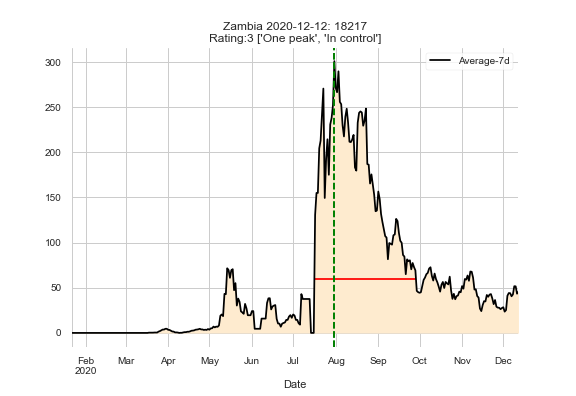 Zambia 2020-12-12: 18217
Rating:3 ['One peak', 'In control']
Average-7d
300
250
200
150
100
50
0
Feb Mar Apr May Jun Jul Aug Sep Oct Nov Dec
2020
Date